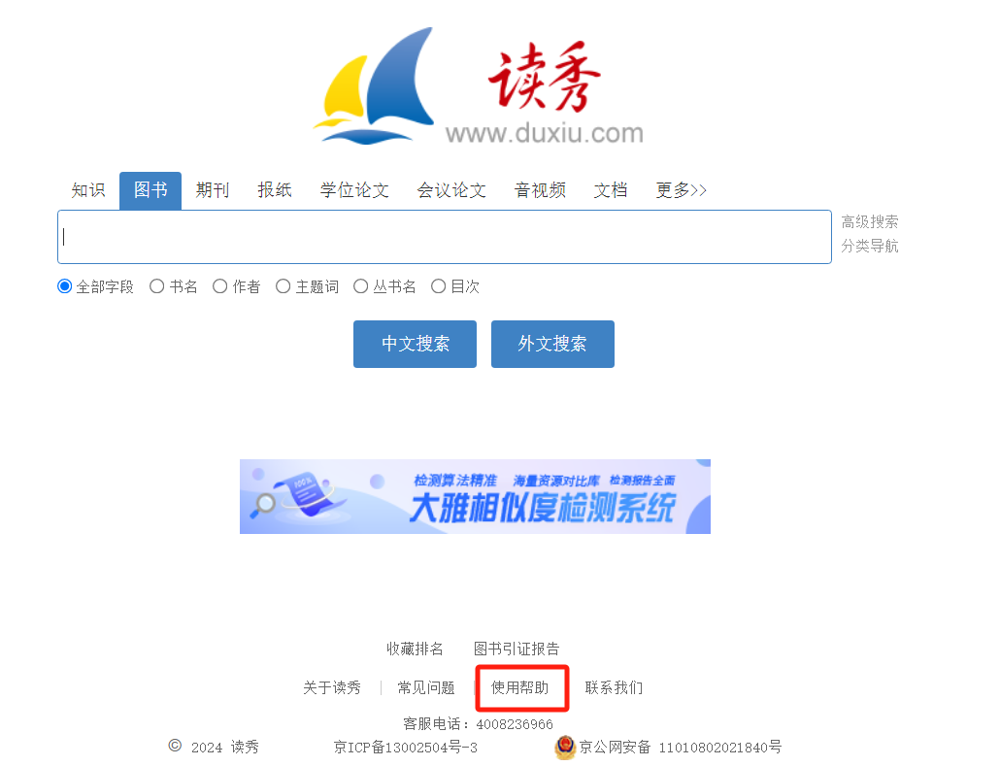 读秀
www.duxiu.com
知识 图书 期刊 报纸 学位论文 会议论文 音视频 文档 更多>>
高级搜索
分类导航
全部字段 书名 作者 主题词 丛书名 目次
中文搜索 外文搜索
检测算法精准 海量资源对比库 检测报告全面
大雅相似度检测系统
收藏排名 图书引证报告
关于读秀 | 常见问题 | 使用帮助 联系我们
客服电话：4008236966
© 2024 读秀 京ICP备13002504号-3 京公网安备 11010802021840号